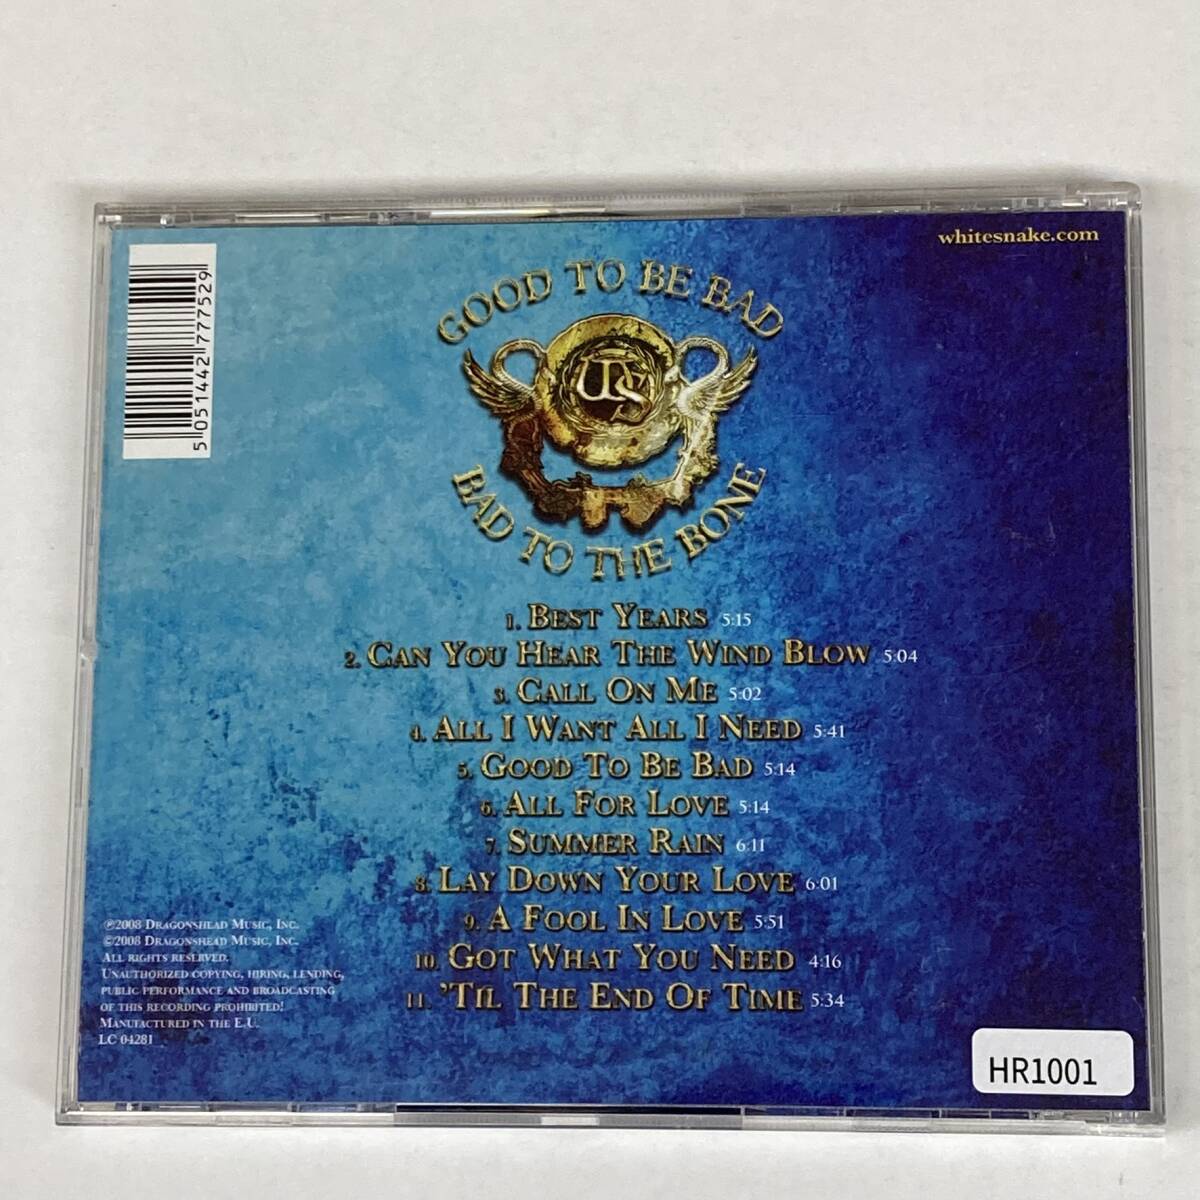 whitesnake.com
5 051442 777529
GOOD TO BE BAD
WS
BAD TO THE BONE
1. BEST YEARS 5:15
2. CAN YOU HEAR THE WIND BLOW 5:04
3. CALL ON ME 5:02
4. ALL I WANT ALL I NEED 5:41
5. GOOD TO BE BAD 5:14
6. ALL FOR LOVE 5:14
7. SUMMER RAIN 6:11
8. LAY DOWN YOUR LOVE 6:01
9. A FOOL IN LOVE 5:51
10. GOT WHAT YOU NEED 4:16
11. 'TIL THE END OF TIME 5:34
℗2008 DRAGONSHEAD MUSIC, INC.
©2008 DRAGONSHEAD MUSIC, INC.
ALL RIGHTS RESERVED.
UNAUTHORIZED COPYING, HIRING, LENDING,
PUBLIC PERFORMANCE AND BROADCASTING
OF THIS RECORDING PROHIBITED!
MANUFACTURED IN THE E.U.
LC 04281
HR1001